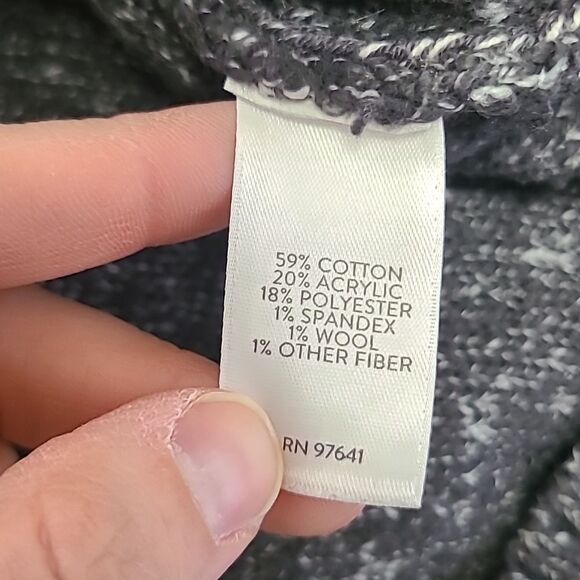 59% COTTON
20% ACRYLIC
18% POLYESTER
1% SPANDEX
1% WOOL
1% OTHER FIBER
RN 97641